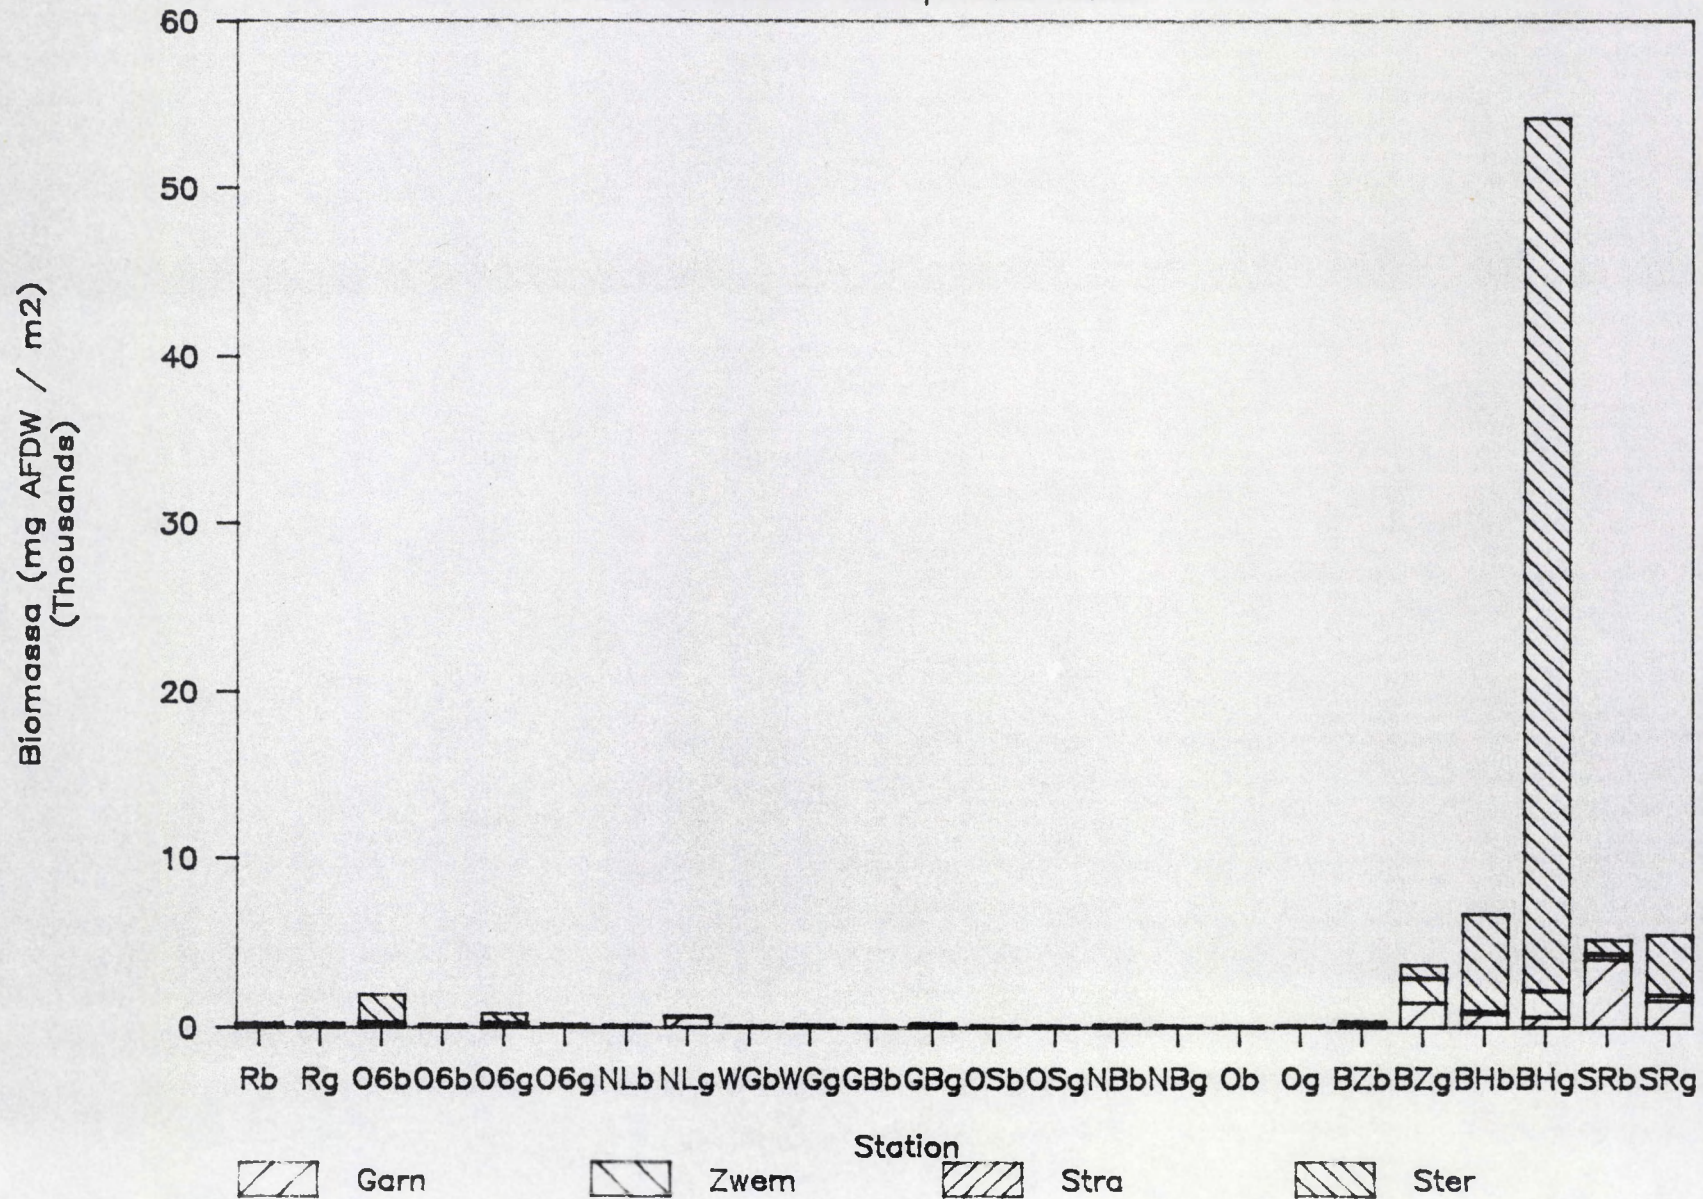 60
50
40
30
20
10
0
Biomassa (mg AFDW / m2)
(Thousands)
Rb Rg O6b O6b O6g O6g NLb NLg WGb WGg GBb GBg OSb OSg NBb NBg Ob Og BZb BZg BHb BHg SRb SRg
Station
Garn Zwem Stra Ster